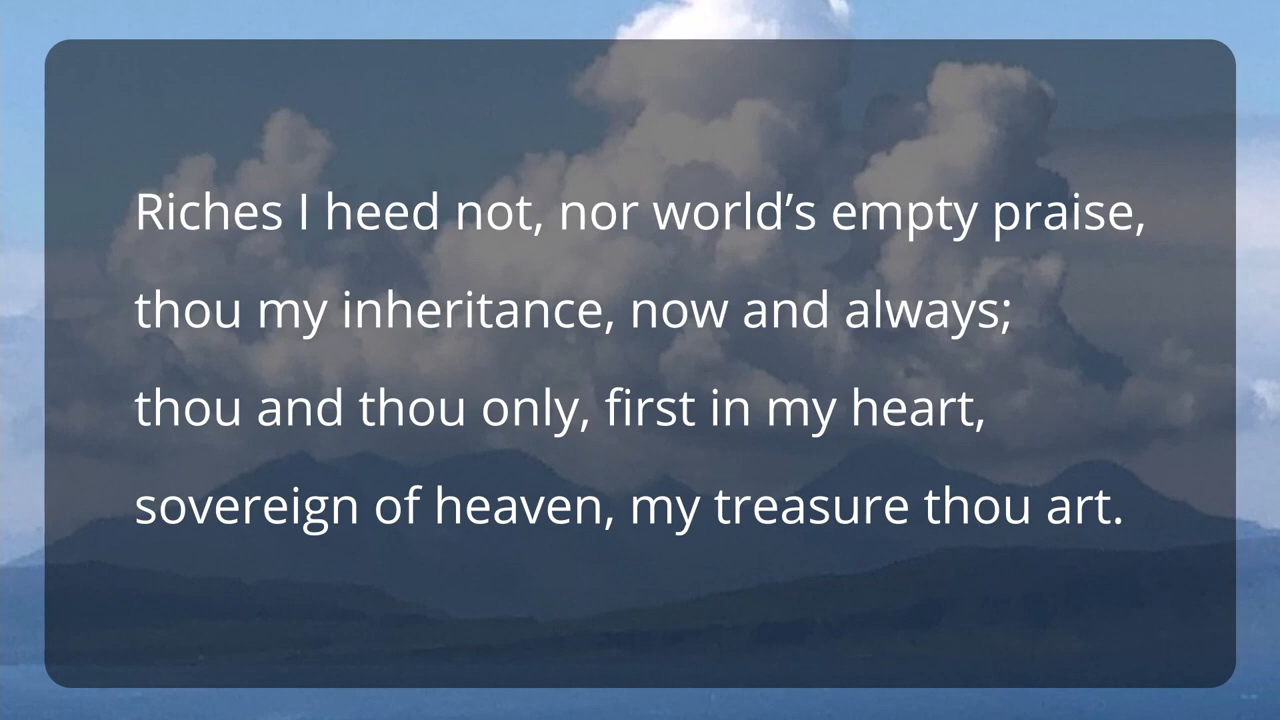 Riches I heed not, nor world’s empty praise,
thou my inheritance, now and always;
thou and thou only, first in my heart,
sovereign of heaven, my treasure thou art.